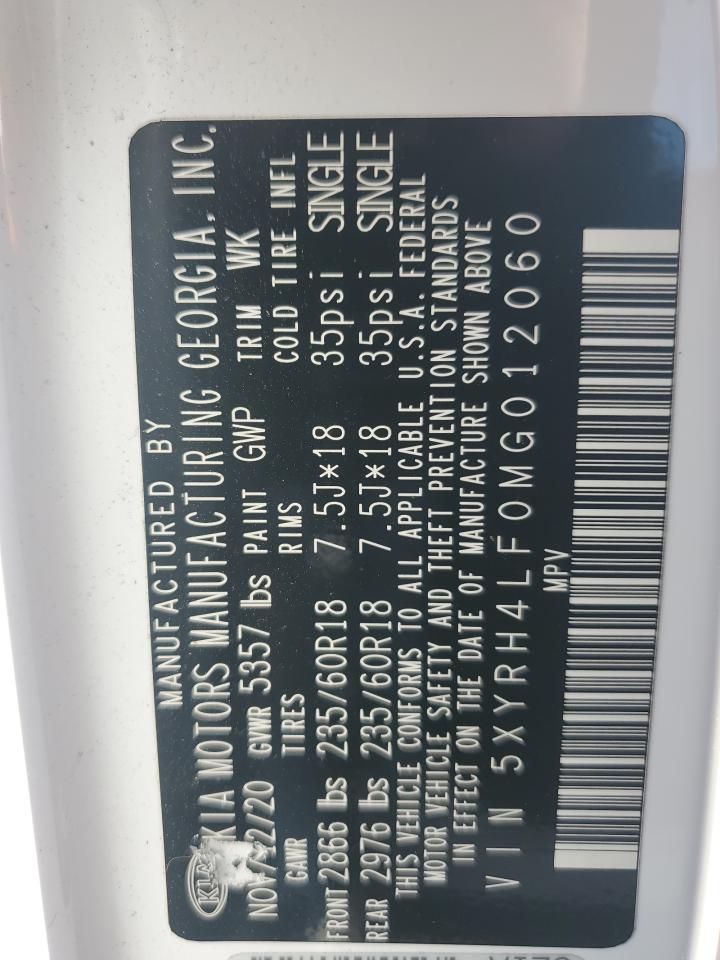 MANUFACTURED BY
KIA KIA MOTORS MANUFACTURING GEORGIA, INC.
GVWR 5357 lbs PAINT GWP TRIM WK
GAWR TIRES RIMS COLD TIRE INFL
FRONT 2866 lbs 235/60R18 7.5J*18 35psi SINGLE
REAR 2976 lbs 235/60R18 7.5J*18 35psi SINGLE
THIS VEHICLE CONFORMS TO ALL APPLICABLE U.S.A. FEDERAL
MOTOR VEHICLE SAFETY AND THEFT PREVENTION STANDARDS
IN EFFECT ON THE DATE OF MANUFACTURE SHOWN ABOVE
VIN 5XYRH4LF0MG012060
MPV